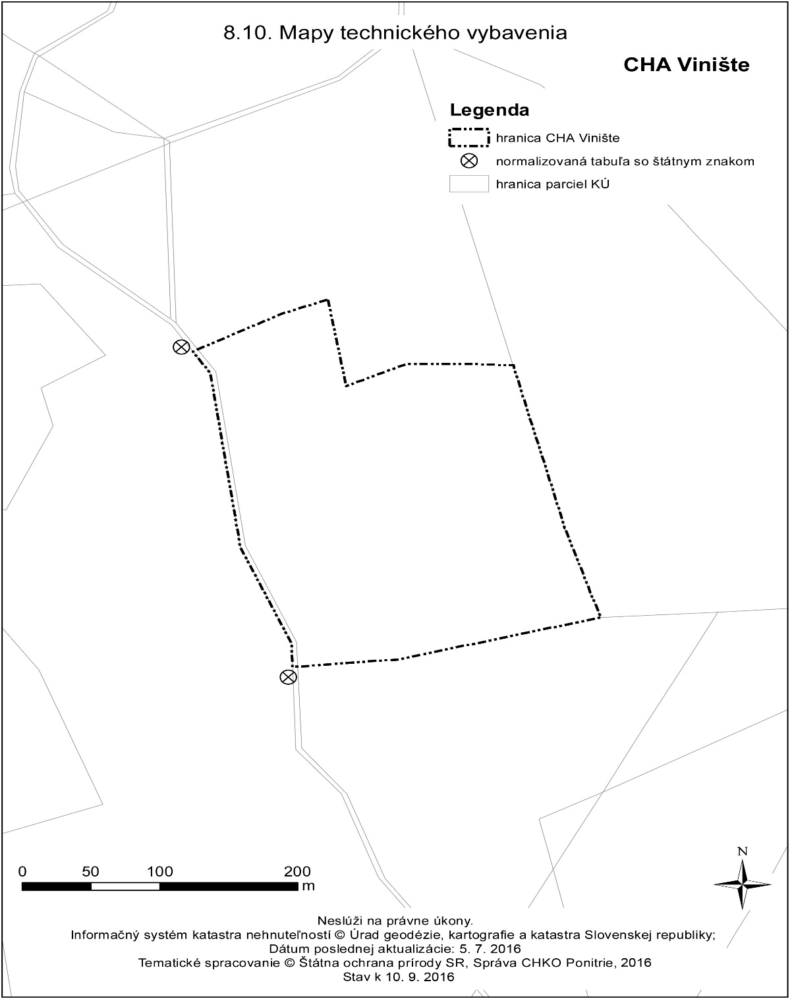 8.10. Mapy technického vybavenia
CHA Vinište
Legenda
hranica CHA Vinište
normalizovaná tabuľa so štátnym znakom
hranica parciel KÚ
N
0 50 100 200
m
Neslúži na právne úkony.
Informačný systém katastra nehnuteľností © Úrad geodézie, kartografie a katastra Slovenskej republiky;
Dátum poslednej aktualizácie: 5. 7. 2016
Tematické spracovanie © Štátna ochrana prírody SR, Správa CHKO Ponitrie, 2016
Stav k 10. 9. 2016